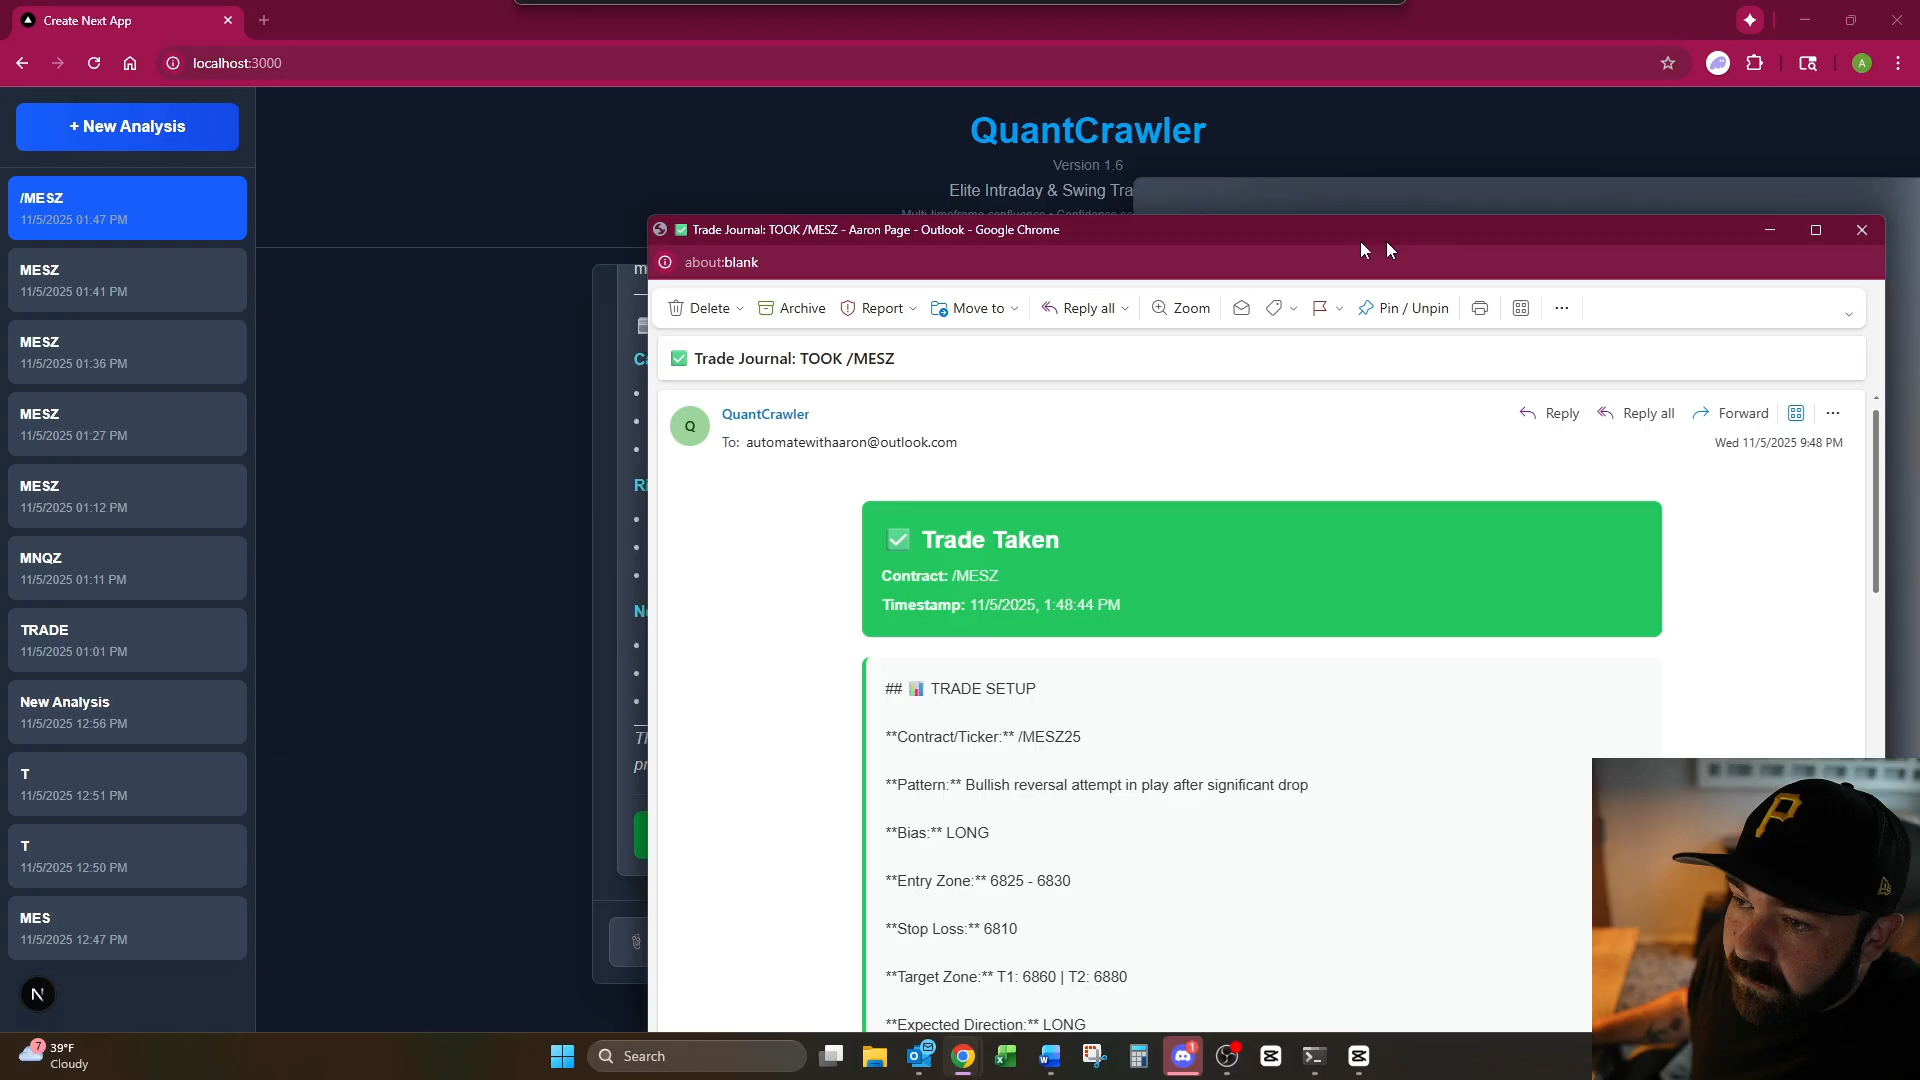 Create Next App
localhost:3000
A
+ New Analysis
/MESZ
11/5/2025 01:47 PM
MESZ
11/5/2025 01:41 PM
MESZ
11/5/2025 01:36 PM
MESZ
11/5/2025 01:27 PM
MESZ
11/5/2025 01:12 PM
MNQZ
11/5/2025 01:11 PM
TRADE
11/5/2025 01:01 PM
New Analysis
11/5/2025 12:56 PM
T
11/5/2025 12:51 PM
T
11/5/2025 12:50 PM
MES
11/5/2025 12:47 PM
N
QuantCrawler
Version 1.6
Elite Intraday & Swing Tra
✅ Trade Journal: TOOK /MESZ - Aaron Page - Outlook - Google Chrome
about:blank
Delete Archive Report Move to Reply all Zoom Pin / Unpin
✅ Trade Journal: TOOK /MESZ
Q
QuantCrawler
To: automatewithaaron@outlook.com
Reply Reply all Forward
Wed 11/5/2025 9:48 PM
✅ Trade Taken
Contract: /MESZ
Timestamp: 11/5/2025, 1:48:44 PM
## 📊 TRADE SETUP
**Contract/Ticker:** /MESZ25
**Pattern:** Bullish reversal attempt in play after significant drop
**Bias:** LONG
**Entry Zone:** 6825 - 6830
**Stop Loss:** 6810
**Target Zone:** T1: 6860 | T2: 6880
**Expected Direction:** LONG
P
7
39°F
Cloudy
Search
1